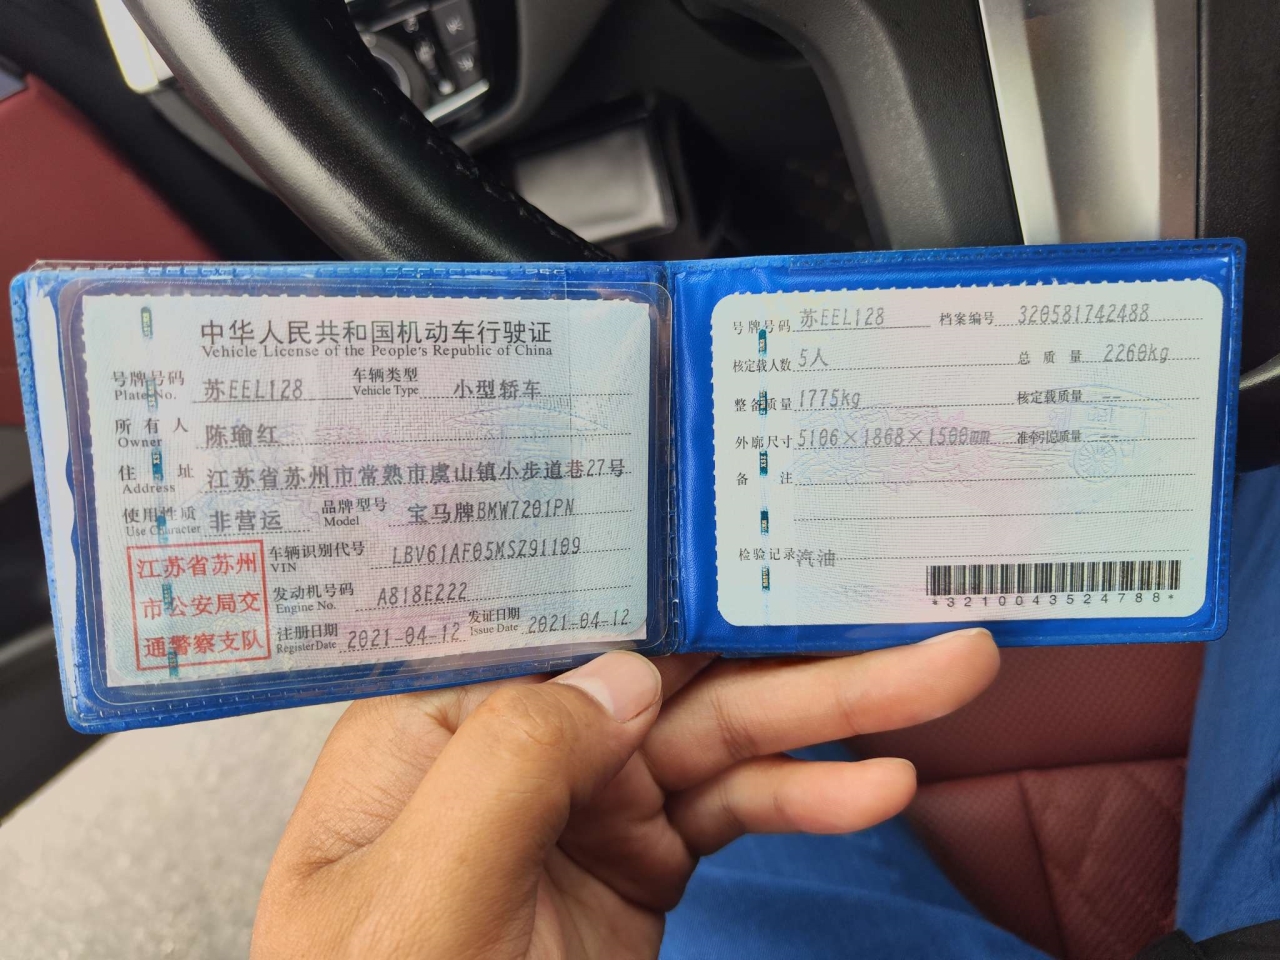 中华人民共和国机动车行驶证
Vehicle License of the People's Republic of China
号牌号码 苏EEL128 车辆类型 小型轿车
Plate No. Vehicle Type
所有人 陈瑜红
Owner
住址 江苏省苏州市常熟市虞山镇小步道巷27号
Address
使用性质 非营运 品牌型号 宝马牌BMW7201PN
Use Character Model
江苏省苏州
市公安局交
通警察支队
车辆识别代号 LBV61AF05MSZ91109
VIN
发动机号码 A818E222
Engine No.
注册日期 2021-04-12 发证日期 2021-04-12
Register Date Issue Date
号牌号码 苏EEL128 档案编号 320581742488
核定载人数 5人 总质量 2260kg
整备质量 1775kg 核定载质量 --
外廓尺寸 5106×1868×1500mm 准牵引总质量 --
备注
检验记录 汽油
*3210043524788*